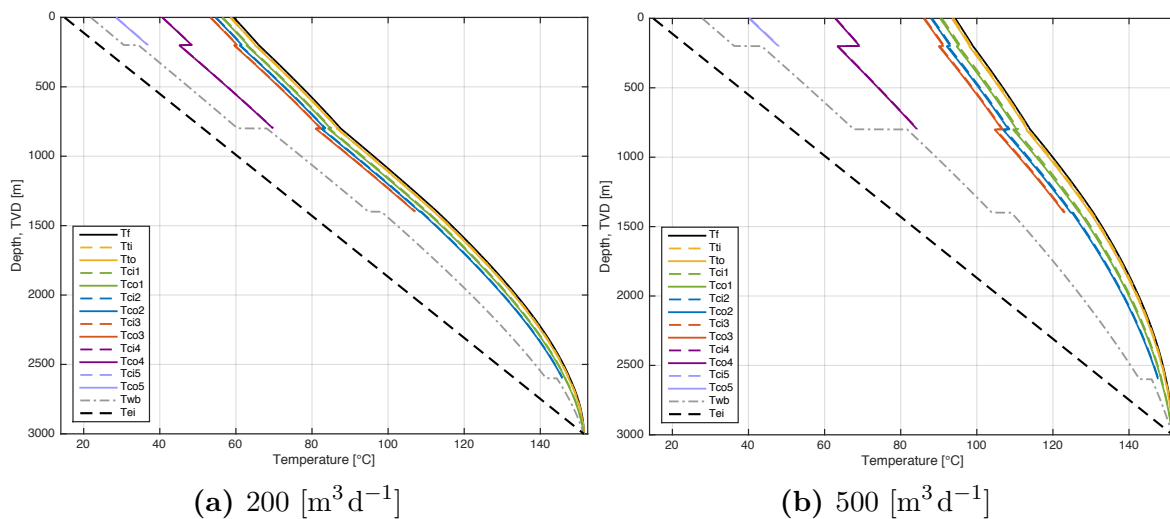 0
500
1000
1500
2000
2500
3000
Depth, TVD [m]
Tf
Tti
Tto
Tci1
Tco1
Tci2
Tco2
Tci3
Tco3
Tci4
Tco4
Tci5
Tco5
Twb
Tei
20 40 60 80 100 120 140
Temperature [°C]
(a) 200 [m³ d⁻¹]
0
500
1000
1500
2000
2500
3000
Depth, TVD [m]
Tf
Tti
Tto
Tci1
Tco1
Tci2
Tco2
Tci3
Tco3
Tci4
Tco4
Tci5
Tco5
Twb
Tei
20 40 60 80 100 120 140
Temperature [°C]
(b) 500 [m³ d⁻¹]